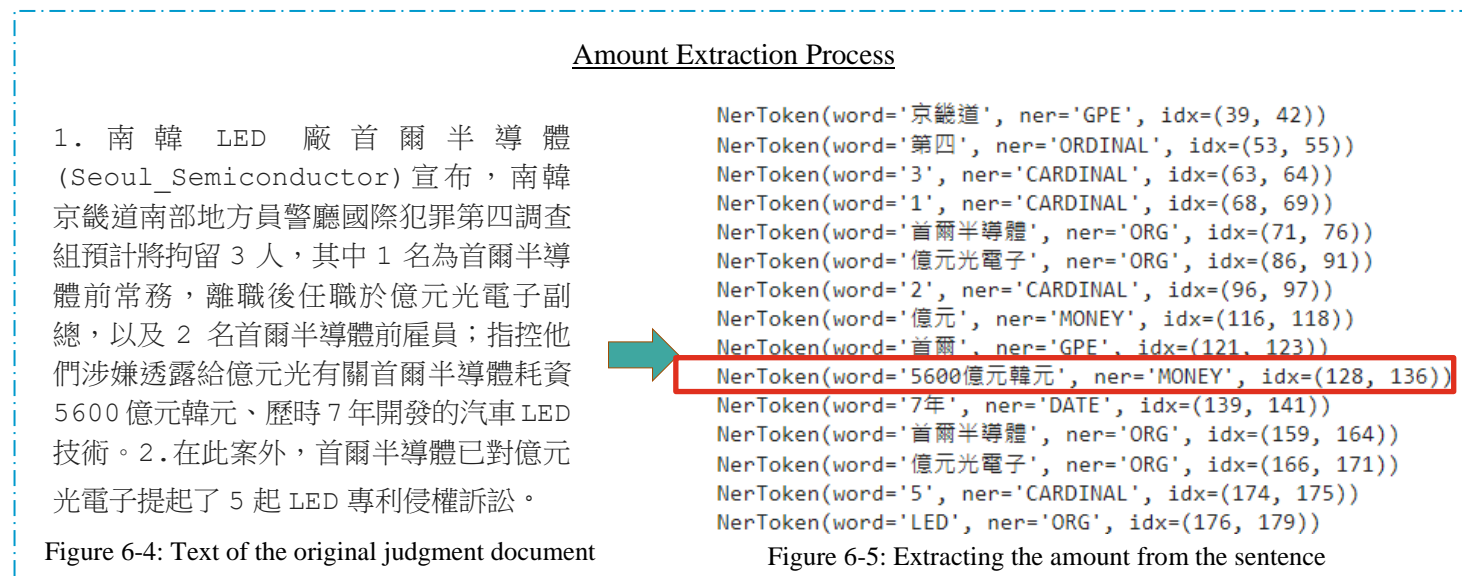 Amount Extraction Process
1. 南韓 LED 廠首爾半導體
(Seoul_Semiconductor)宣布，南韓
京畿道南部地方員警廳國際犯罪第四調查
組預計將拘留 3 人，其中 1 名為首爾半導
體前常務，離職後任職於億元光電子副
總，以及 2 名首爾半導體前雇員；指控他
們涉嫌透露給億元光有關首爾半導體耗資
5600 億元韓元、歷時 7 年開發的汽車 LED
技術。2.在此案外，首爾半導體已對億元
光電子提起了 5 起 LED 專利侵權訴訟。
Figure 6-4: Text of the original judgment document
NerToken(word='京畿道', ner='GPE', idx=(39, 42))
NerToken(word='第四', ner='ORDINAL', idx=(53, 55))
NerToken(word='3', ner='CARDINAL', idx=(63, 64))
NerToken(word='1', ner='CARDINAL', idx=(68, 69))
NerToken(word='首爾半導體', ner='ORG', idx=(71, 76))
NerToken(word='億元光電子', ner='ORG', idx=(86, 91))
NerToken(word='2', ner='CARDINAL', idx=(96, 97))
NerToken(word='億元', ner='MONEY', idx=(116, 118))
NerToken(word='首爾', ner='GPE', idx=(121, 123))
NerToken(word='5600億元韓元', ner='MONEY', idx=(128, 136))
NerToken(word='7年', ner='DATE', idx=(139, 141))
NerToken(word='首爾半導體', ner='ORG', idx=(159, 164))
NerToken(word='億元光電子', ner='ORG', idx=(166, 171))
NerToken(word='5', ner='CARDINAL', idx=(174, 175))
NerToken(word='LED', ner='ORG', idx=(176, 179))
Figure 6-5: Extracting the amount from the sentence